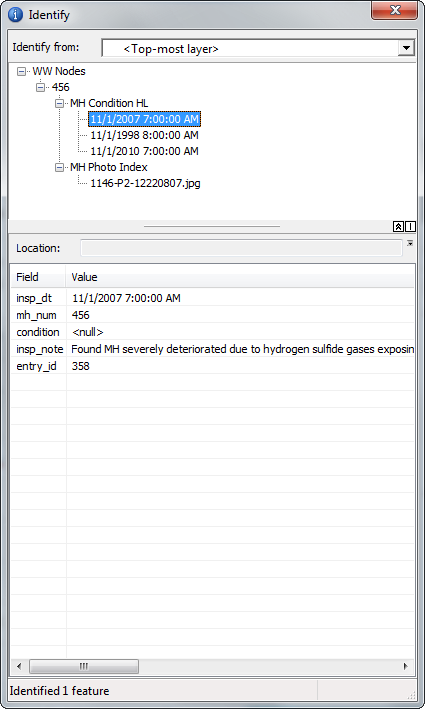 Identify
Identify from: <Top-most layer>
WW Nodes
456
MH Condition HL
11/1/2007 7:00:00 AM
11/1/1998 8:00:00 AM
11/1/2010 7:00:00 AM
MH Photo Index
1146-P2-12220807.jpg
Location:
Field Value
insp_dt 11/1/2007 7:00:00 AM
mh_num 456
condition <null>
insp_note Found MH severely deteriorated due to hydrogen sulfide gases exposin
entry_id 358
Identified 1 feature